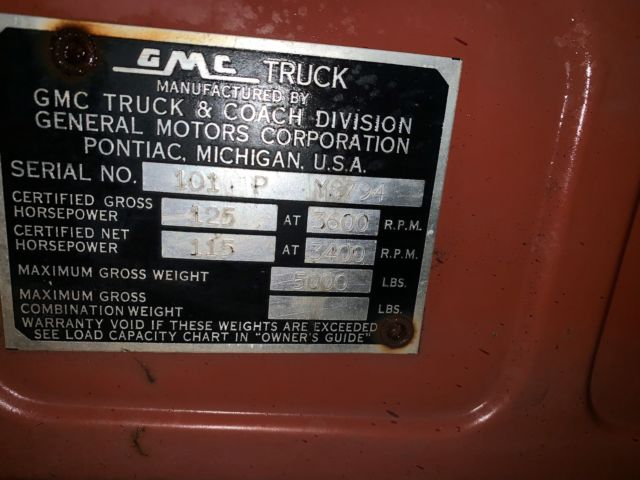 GMC TRUCK
MANUFACTURED BY
GMC TRUCK & COACH DIVISION
GENERAL MOTORS CORPORATION
PONTIAC, MICHIGAN, U.S.A.
SERIAL NO. 101 P
CERTIFIED GROSS HORSEPOWER 125 AT 3600 R.P.M.
CERTIFIED NET HORSEPOWER 115 AT 3400 R.P.M.
MAXIMUM GROSS WEIGHT 5000 LBS.
MAXIMUM GROSS COMBINATION WEIGHT LBS.
WARRANTY VOID IF THESE WEIGHTS ARE EXCEEDED
SEE LOAD CAPACITY CHART IN "OWNER'S GUIDE"